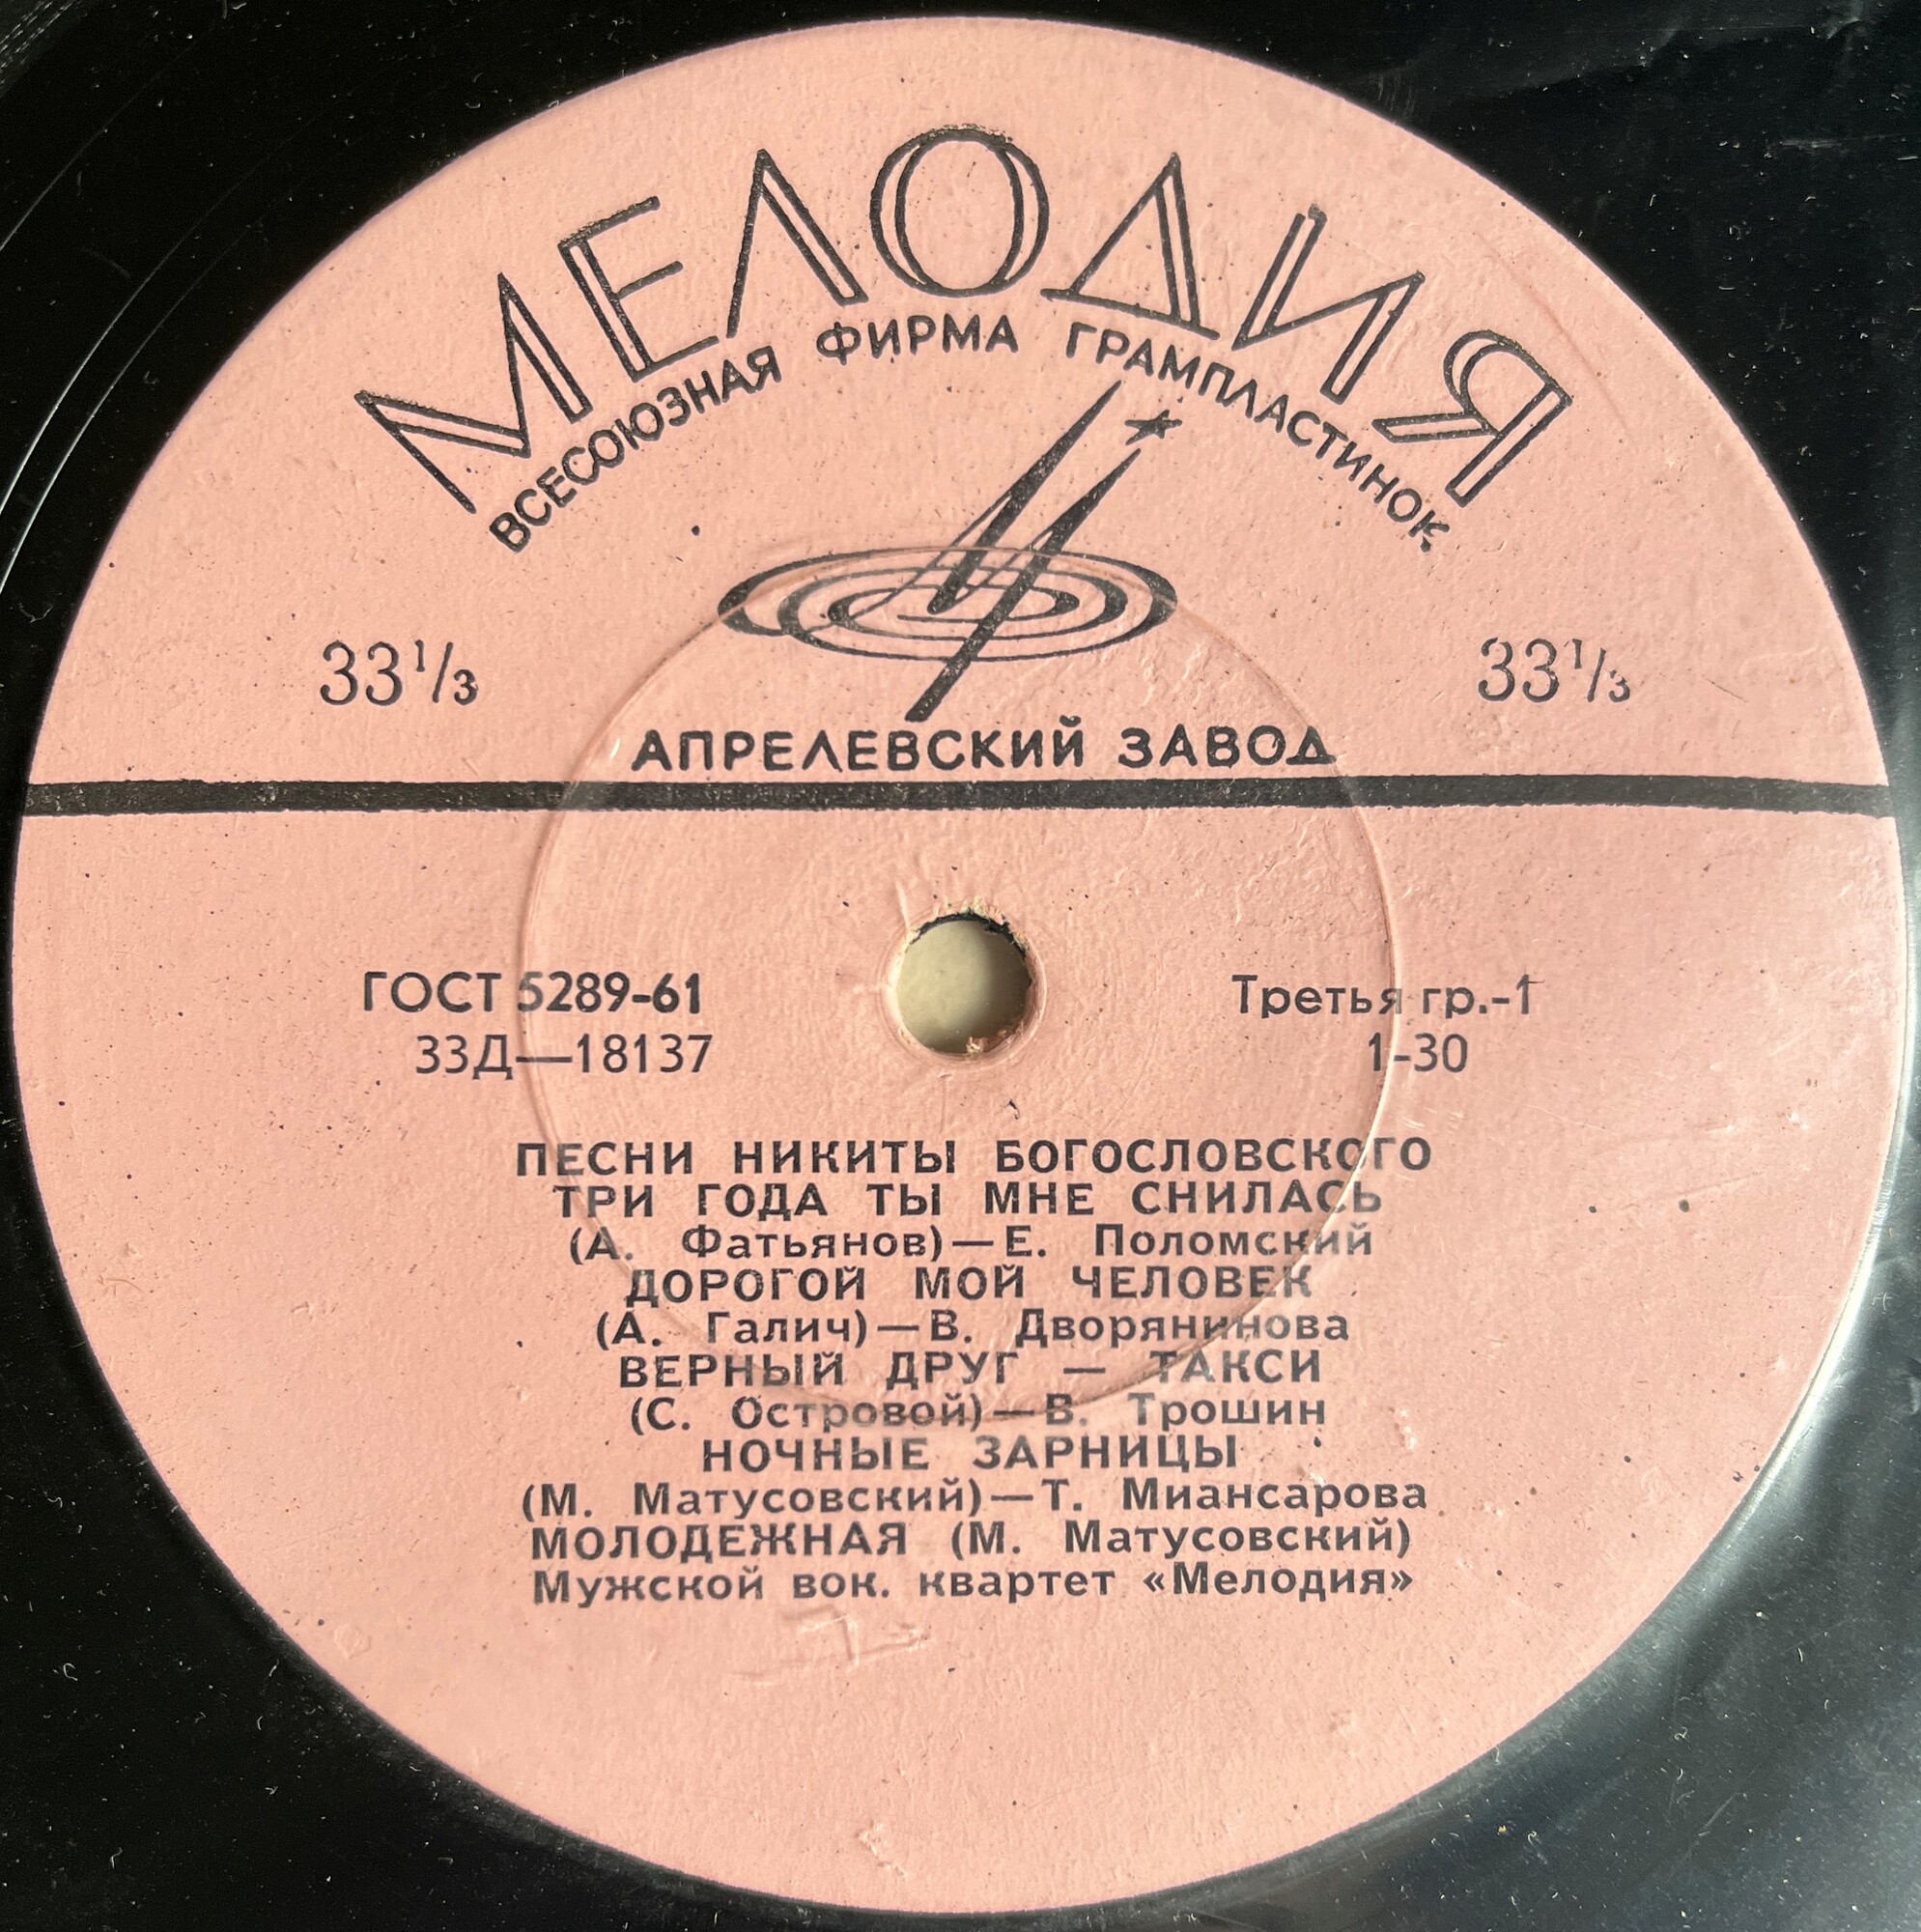 МЕЛОДИЯ
ВСЕСОЮЗНАЯ ФИРМА ГРАМПЛАСТИНОК
33⅓ 33⅓
АПРЕЛЕВСКИЙ ЗАВОД
ГОСТ 5289-61 Третья гр.-1
33Д—18137 1-30
ПЕСНИ НИКИТЫ БОГОСЛОВСКОГО
ТРИ ГОДА ТЫ МНЕ СНИЛАСЬ
(А. Фатьянов)—Е. Поломский
ДОРОГОЙ МОЙ ЧЕЛОВЕК
(А. Галич)—В. Дворянинова
ВЕРНЫЙ ДРУГ — ТАКСИ
(С. Островой)—В. Трошин
НОЧНЫЕ ЗАРНИЦЫ
(М. Матусовский)—Т. Миансарова
МОЛОДЕЖНАЯ (М. Матусовский)
Мужской вок. квартет «Мелодия»